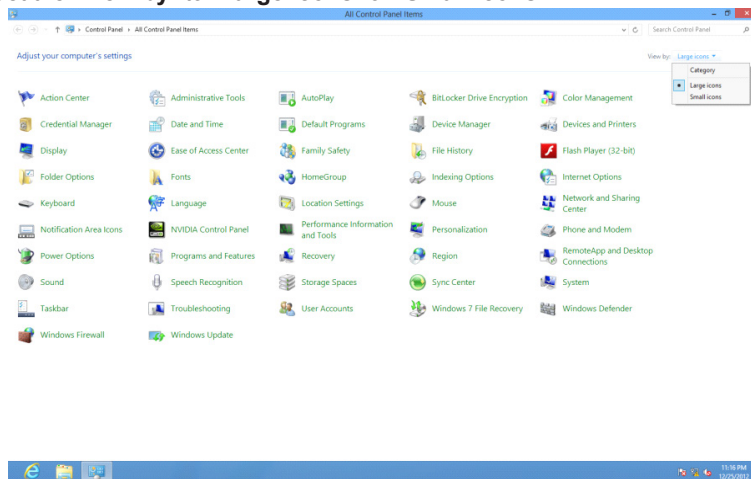 All Control Panel Items
Control Panel All Control Panel Items
Search Control Panel
Adjust your computer's settings
View by: Large icons
Category
Large icons
Small icons
Action Center
Administrative Tools
AutoPlay
BitLocker Drive Encryption
Color Management
Credential Manager
Date and Time
Default Programs
Device Manager
Devices and Printers
Display
Ease of Access Center
Family Safety
File History
Flash Player (32-bit)
Folder Options
Fonts
HomeGroup
Indexing Options
Internet Options
Keyboard
Language
Location Settings
Mouse
Network and Sharing
Center
Notification Area Icons
NVIDIA Control Panel
Performance Information
and Tools
Personalization
Phone and Modem
Power Options
Programs and Features
Recovery
Region
RemoteApp and Desktop
Connections
Sound
Speech Recognition
Storage Spaces
Sync Center
System
Taskbar
Troubleshooting
User Accounts
Windows 7 File Recovery
Windows Defender
Windows Firewall
Windows Update
11:16 PM
12/25/2012